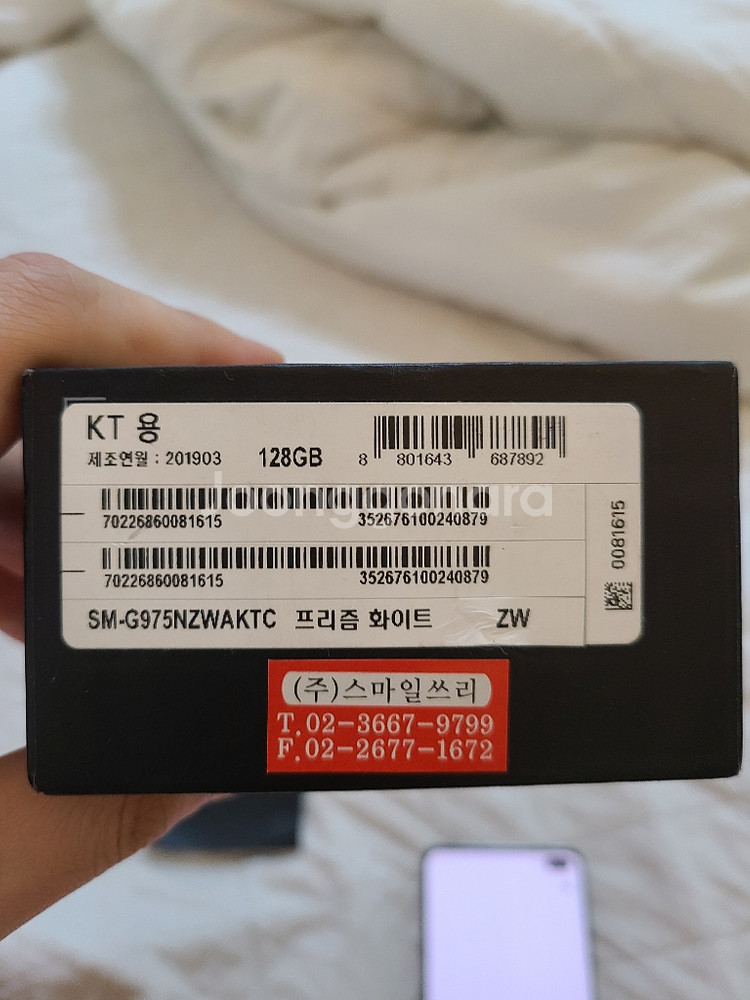 KT 용
제조연월 : 201903
128GB
8 801643 687892
70226860081615 352676100240879
70226860081615 352676100240879
0081615
SM-G975NZWAKTC 프리즘 화이트 ZW
(주)스마일쓰리
T.02-3667-9799
F.02-2677-1672
Joonggonara